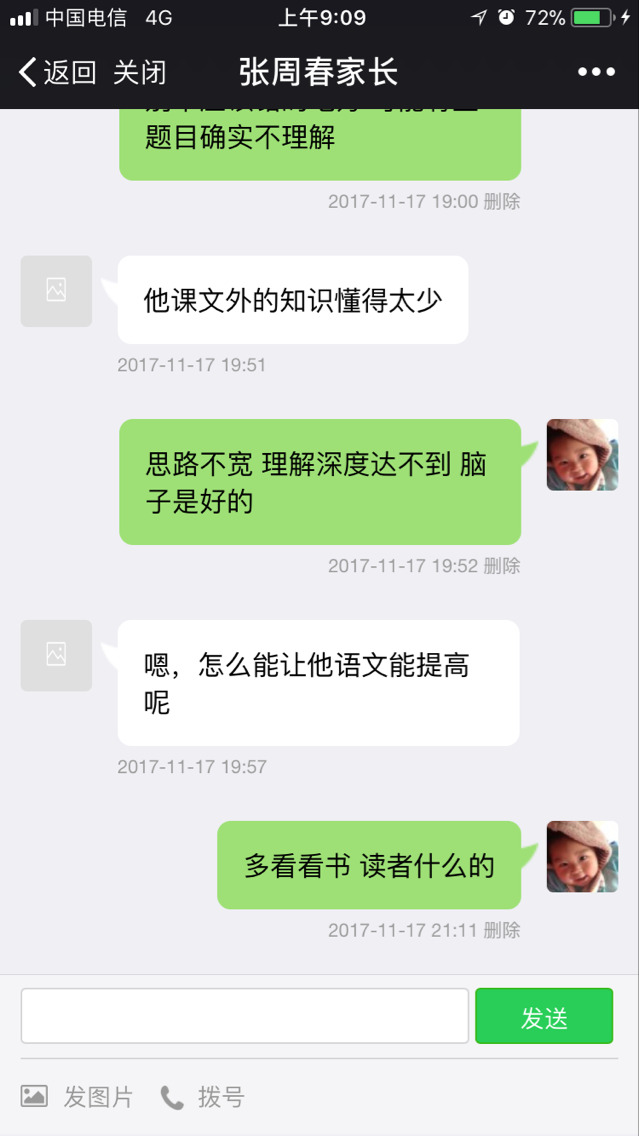 中国电信 4G 上午9:09 72%
返回 关闭 张周春家长
题目确实不理解
2017-11-17 19:00 删除
他课文外的知识懂得太少
2017-11-17 19:51
思路不宽 理解深度达不到 脑
子是好的
2017-11-17 19:52 删除
嗯，怎么能让他语文能提高
呢
2017-11-17 19:57
多看看书 读者什么的
2017-11-17 21:11 删除
发送
发图片 拨号